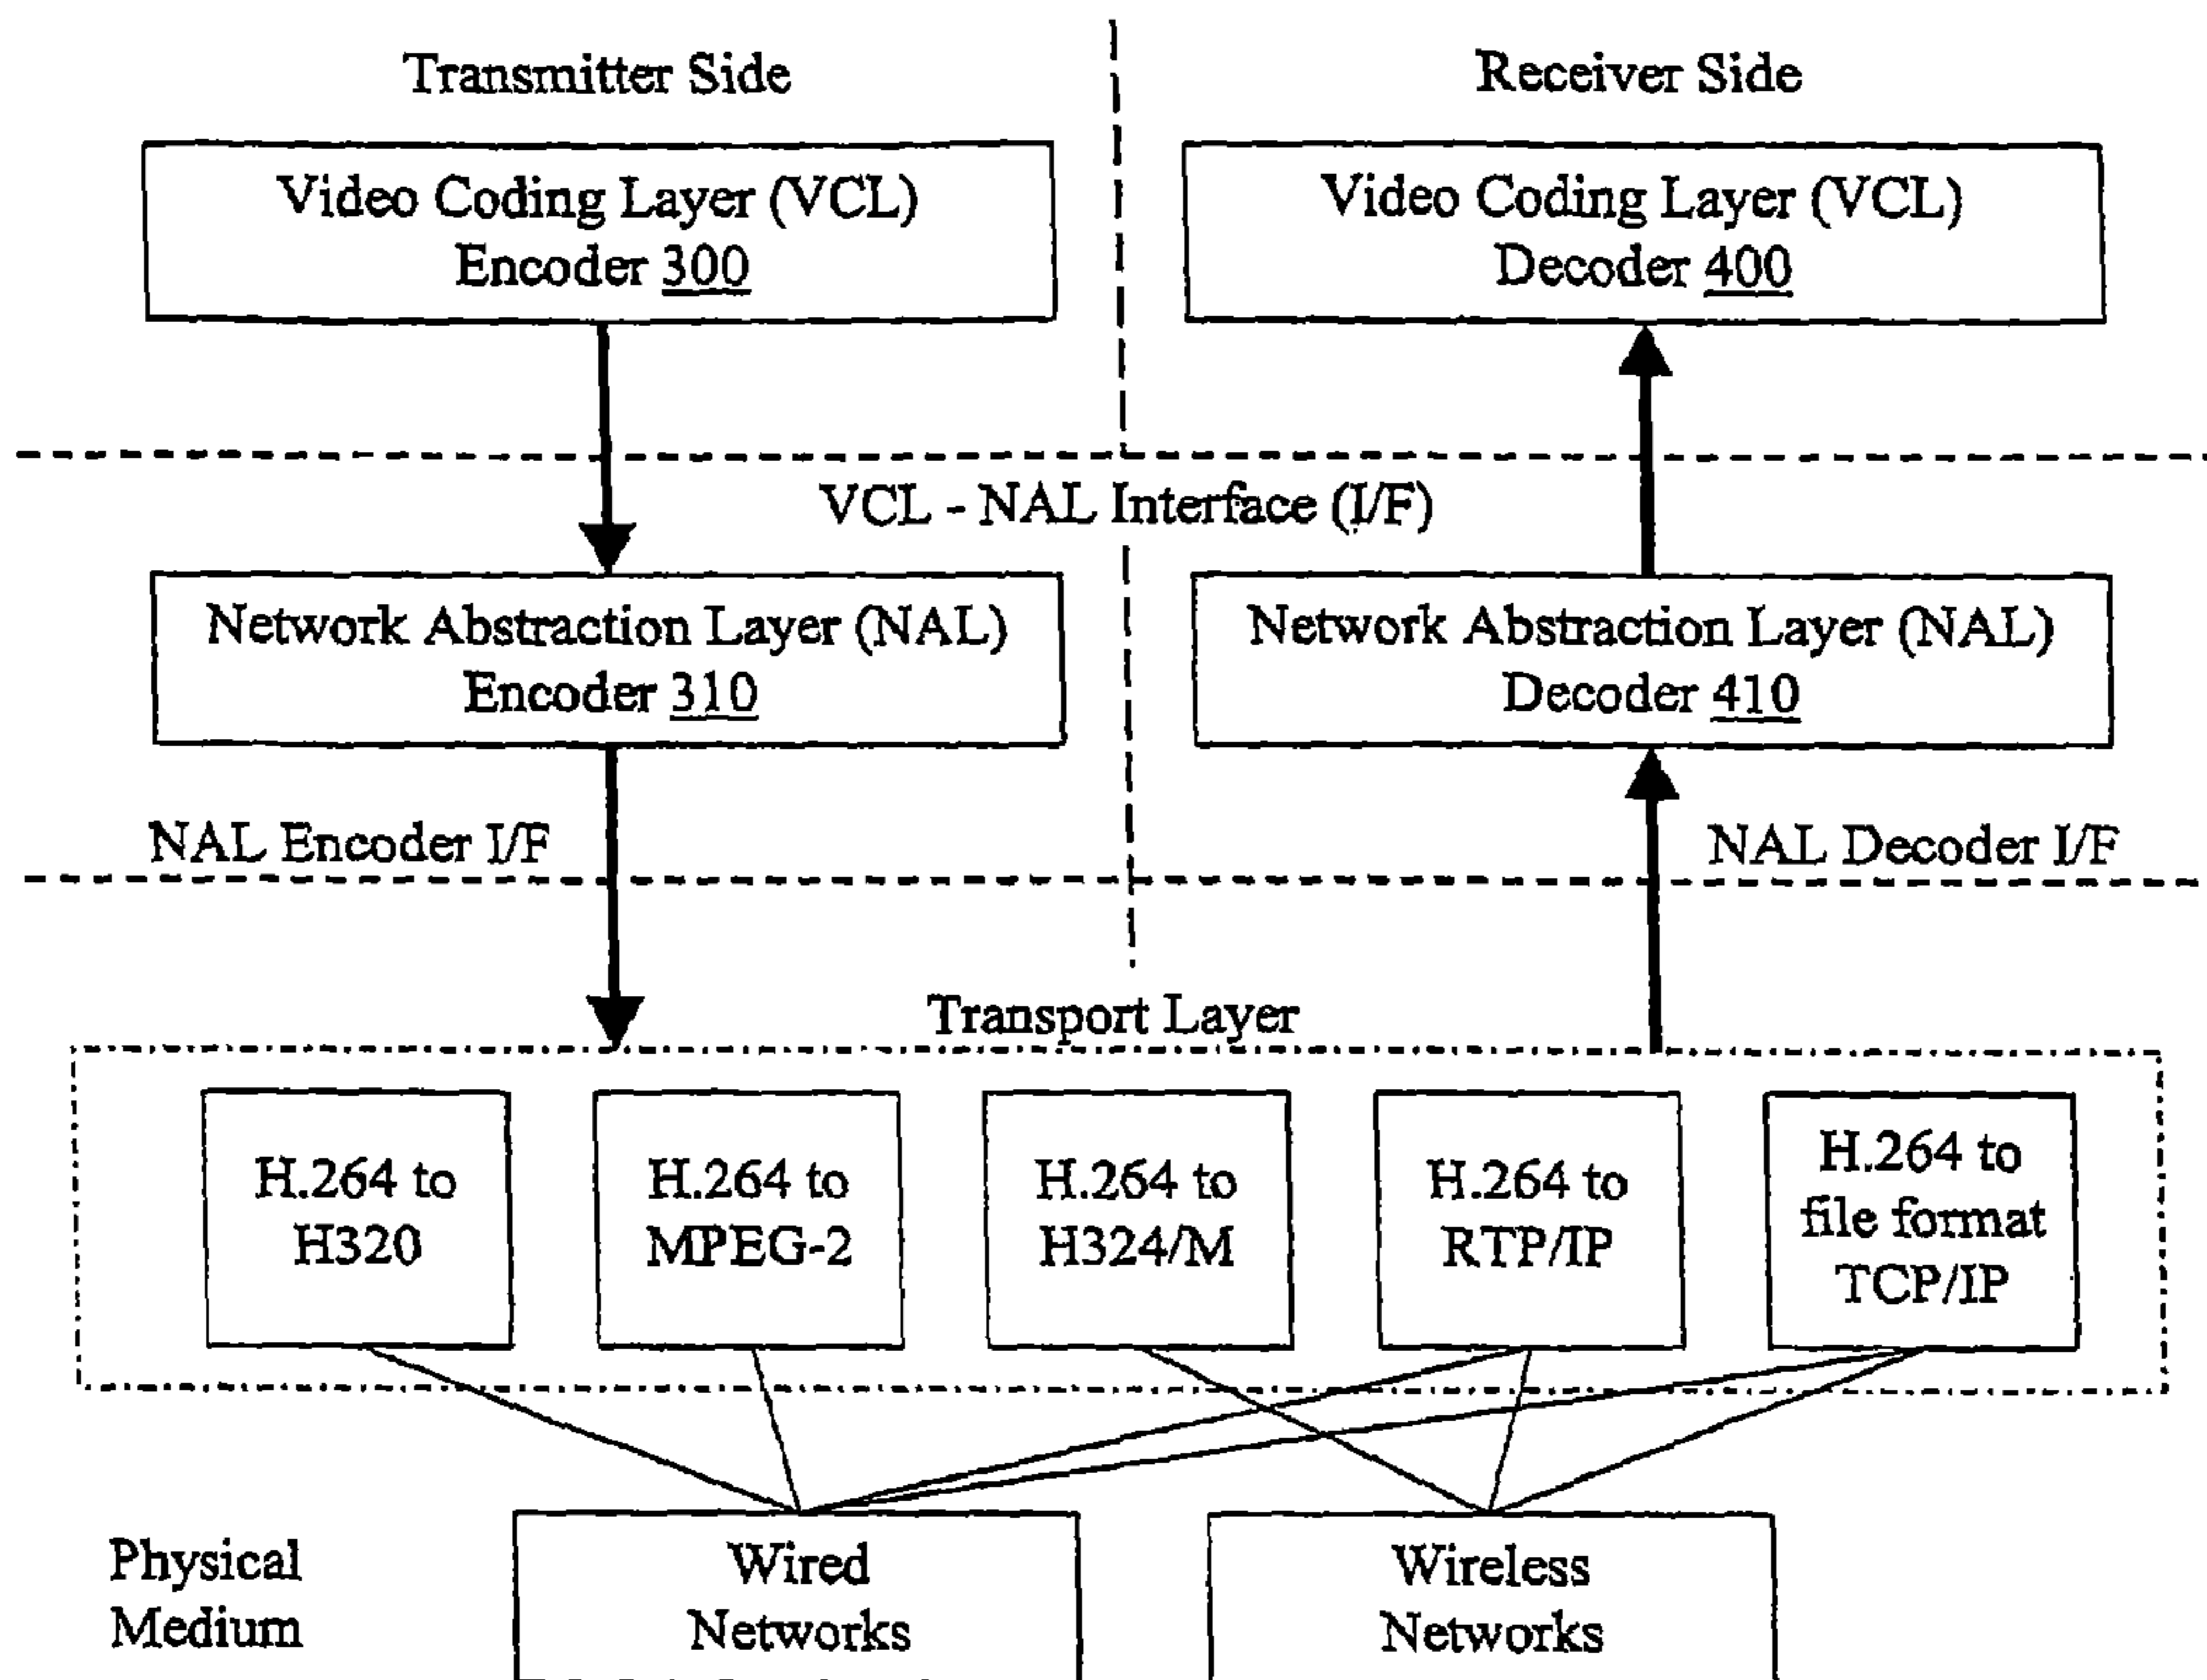 Transmitter Side
Receiver Side
Video Coding Layer (VCL)
Encoder 300
Video Coding Layer (VCL)
Decoder 400
VCL - NAL Interface (I/F)
Network Abstraction Layer (NAL)
Encoder 310
Network Abstraction Layer (NAL)
Decoder 410
NAL Encoder I/F
NAL Decoder I/F
Transport Layer
H.264 to
H320
H.264 to
MPEG-2
H.264 to
H324/M
H.264 to
RTP/IP
H.264 to
file format
TCP/IP
Physical
Medium
Wired
Networks
Wireless
Networks